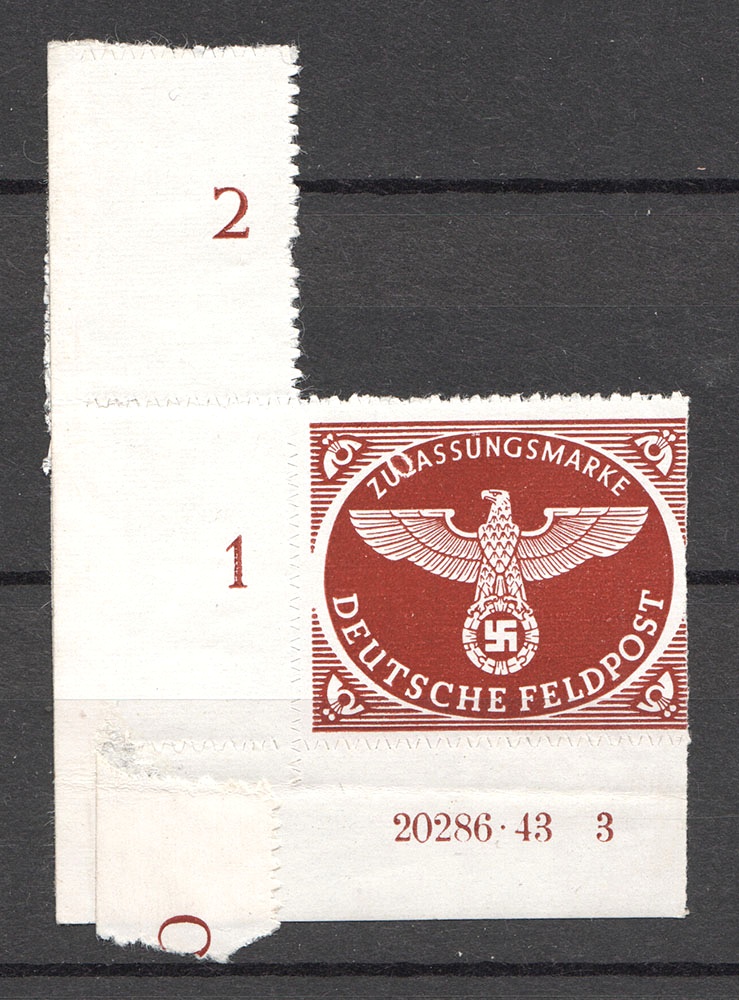 2
ZULASSUNGSMARKE
1
DEUTSCHE FELDPOST
20286·43 3